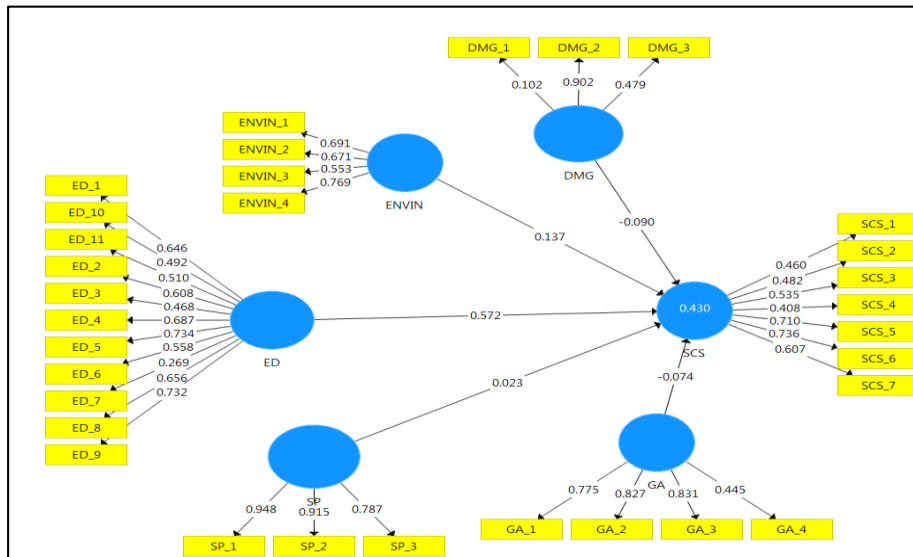 DMG_1 DMG_2 DMG_3
0.102 0.902 0.479
DMG
ENVIN_1
ENVIN_2
ENVIN_3
ENVIN_4
0.691
0.671
0.553
0.769
ENVIN
ED_1
ED_10
ED_11
ED_2
ED_3
ED_4
ED_5
ED_6
ED_7
ED_8
ED_9
0.646
0.492
0.510
0.608
0.468
0.687
0.734
0.558
0.269
0.656
0.732
ED
-0.090
0.137
0.572
0.023
-0.074
0.430
SCS
0.460
0.482
0.535
0.408
0.710
0.736
0.607
SCS_1
SCS_2
SCS_3
SCS_4
SCS_5
SCS_6
SCS_7
SP
0.948 0.915 0.787
SP_1 SP_2 SP_3
GA
0.775 0.827 0.831 0.445
GA_1 GA_2 GA_3 GA_4